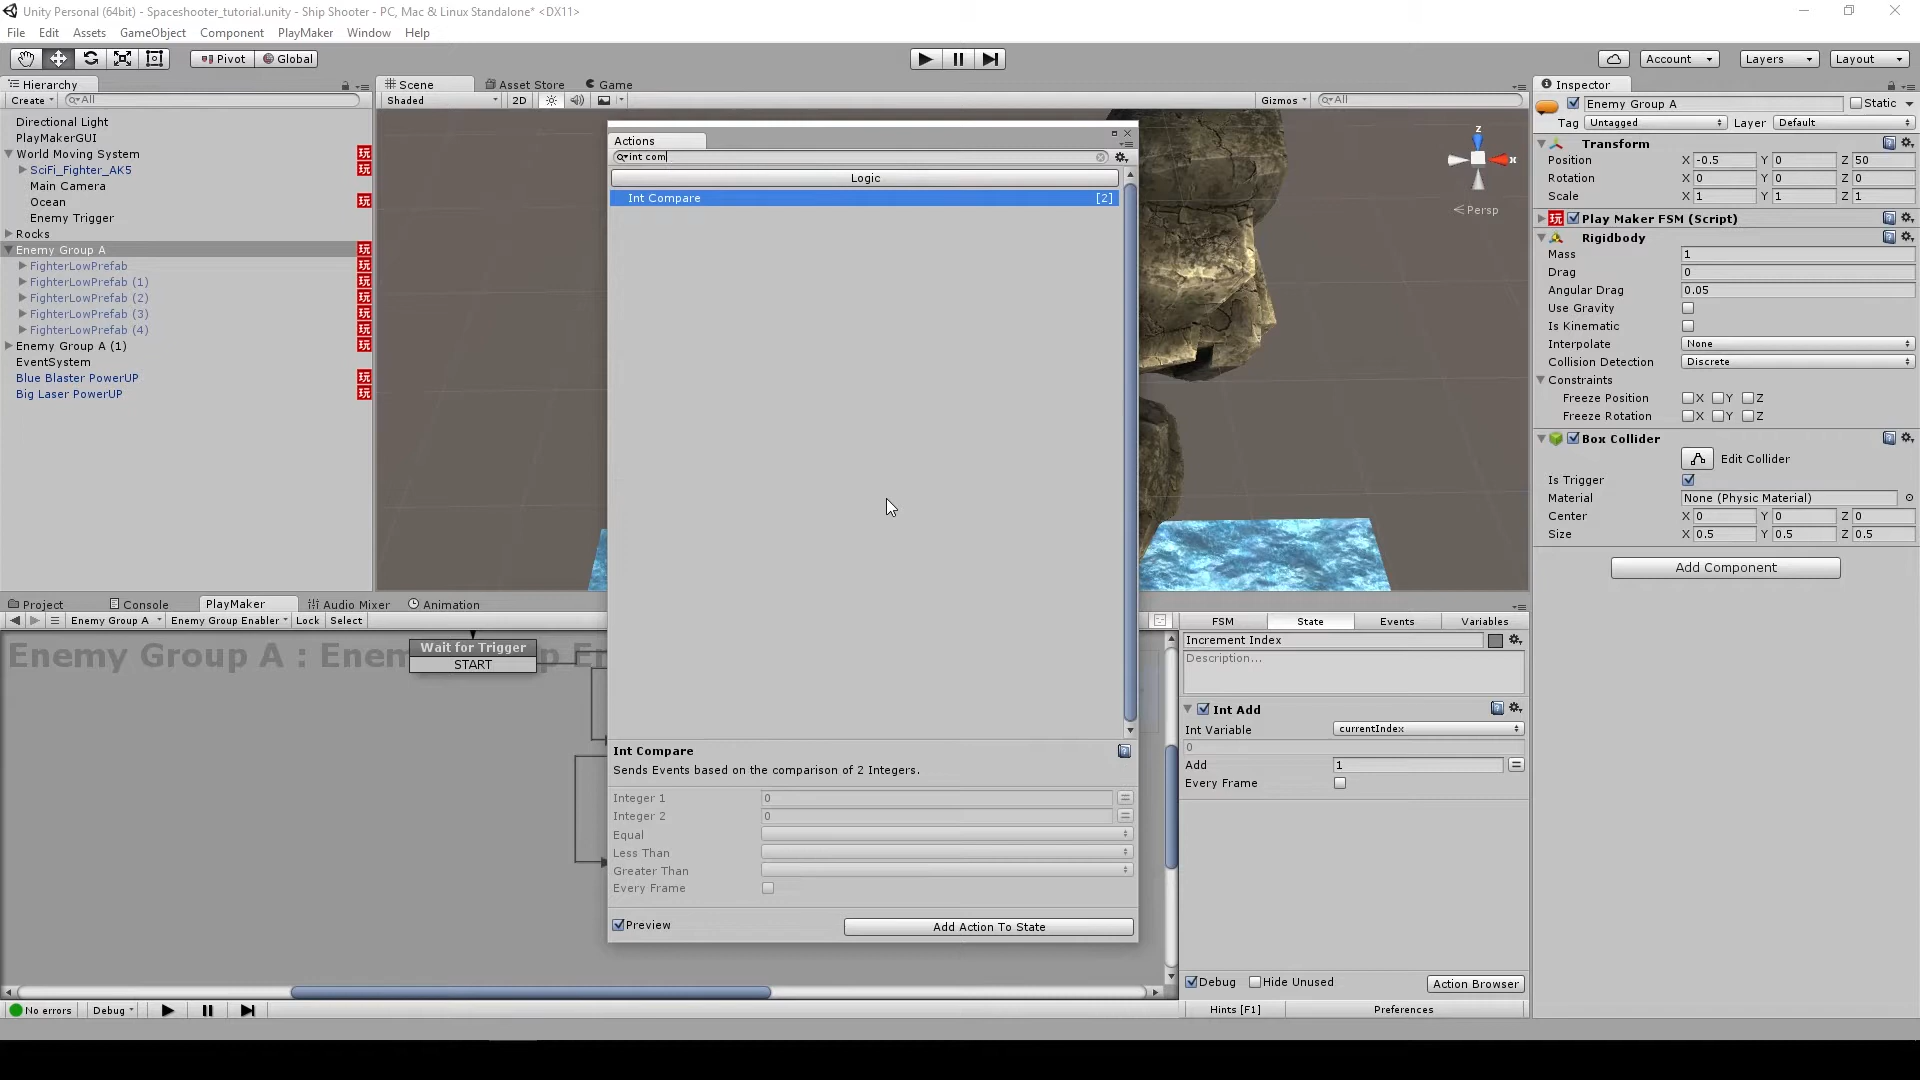 Unity Personal (64bit) - Spaceshooter_tutorial.unity - Ship Shooter - PC, Mac & Linux Standalone* <DX11>
File Edit Assets GameObject Component PlayMaker Window Help
Pivot Global Account Layers Layout
Hierarchy
Create All
Directional Light
PlayMakerGUI
World Moving System
SciFi_Fighter_AK5
Main Camera
Ocean
Enemy Trigger
Rocks
Enemy Group A
FighterLowPrefab
FighterLowPrefab (1)
FighterLowPrefab (2)
FighterLowPrefab (3)
FighterLowPrefab (4)
Enemy Group A (1)
EventSystem
Blue Blaster PowerUP
Big Laser PowerUP
Scene Asset Store Game
Shaded 2D Gizmos All
z
x
Persp
Actions
int com
Logic
Int Compare [2]
Int Compare
Sends Events based on the comparison of 2 Integers.
Integer 1 0
Integer 2 0
Equal
Less Than
Greater Than
Every Frame
Preview Add Action To State
Inspector
Enemy Group A Static
Tag Untagged Layer Default
Transform
Position X -0.5 Y 0 Z 50
Rotation X 0 Y 0 Z 0
Scale X 1 Y 1 Z 1
玩 Play Maker FSM (Script)
Rigidbody
Mass 1
Drag 0
Angular Drag 0.05
Use Gravity
Is Kinematic
Interpolate None
Collision Detection Discrete
Constraints
Freeze Position X Y Z
Freeze Rotation X Y Z
Box Collider
Edit Collider
Is Trigger
Material None (Physic Material)
Center X 0 Y 0 Z 0
Size X 0.5 Y 0.5 Z 0.5
Add Component
Project Console PlayMaker Audio Mixer Animation
Enemy Group A Enemy Group Enabler Lock Select
Enemy Group A : Enem p En
Wait for Trigger
START
FSM State Events Variables
Increment Index
Description...
Int Add
Int Variable currentIndex
0
Add 1
Every Frame
Debug Hide Unused Action Browser
No errors Debug Hints [F1] Preferences